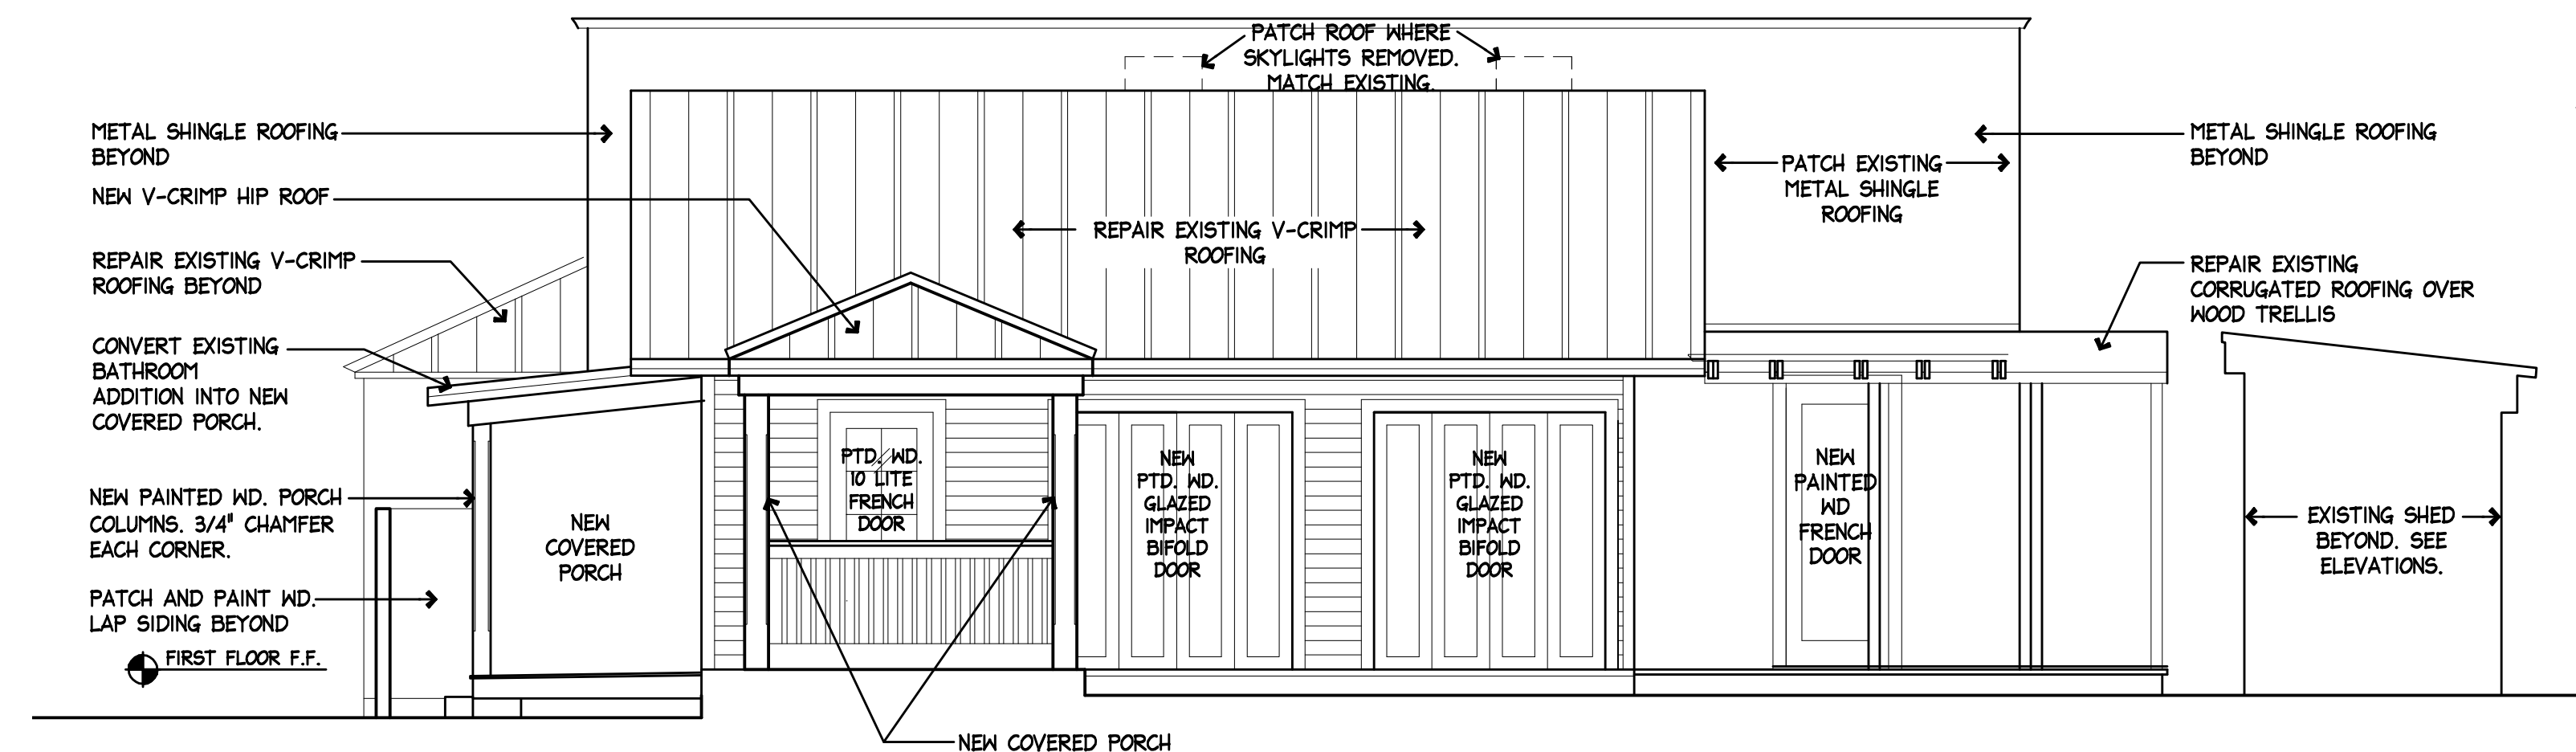 PATCH ROOF WHERE
SKYLIGHTS REMOVED.
MATCH EXISTING.
METAL SHINGLE ROOFING
BEYOND
NEW V-CRIMP HIP ROOF
REPAIR EXISTING V-CRIMP
ROOFING BEYOND
CONVERT EXISTING
BATHROOM
ADDITION INTO NEW
COVERED PORCH.
NEW PAINTED WD. PORCH
COLUMNS. 3/4" CHAMFER
EACH CORNER.
PATCH AND PAINT WD.
LAP SIDING BEYOND
FIRST FLOOR F.F.
REPAIR EXISTING V-CRIMP
ROOFING
PATCH EXISTING
METAL SHINGLE
ROOFING
METAL SHINGLE ROOFING
BEYOND
REPAIR EXISTING
CORRUGATED ROOFING OVER
WOOD TRELLIS
NEW
COVERED
PORCH
PTD. WD.
10 LITE
FRENCH
DOOR
NEW
PTD. WD.
GLAZED
IMPACT
BIFOLD
DOOR
NEW
PTD. WD.
GLAZED
IMPACT
BIFOLD
DOOR
NEW
PAINTED
WD
FRENCH
DOOR
EXISTING SHED
BEYOND. SEE
ELEVATIONS.
NEW COVERED PORCH